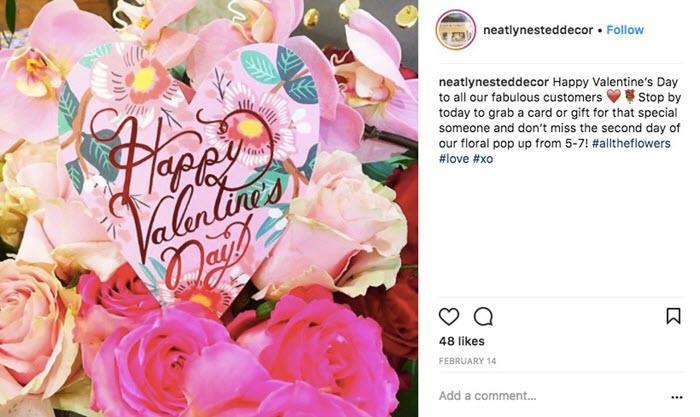 Happy
Valentine's
Day!
neatlynesteddecor • Follow
neatlynesteddecor Happy Valentine's Day
to all our fabulous customers ❤️🌹 Stop by
today to grab a card or gift for that special
someone and don't miss the second day of
our floral pop up from 5-7! #alltheflowers
#love #xo
48 likes
FEBRUARY 14
Add a comment...